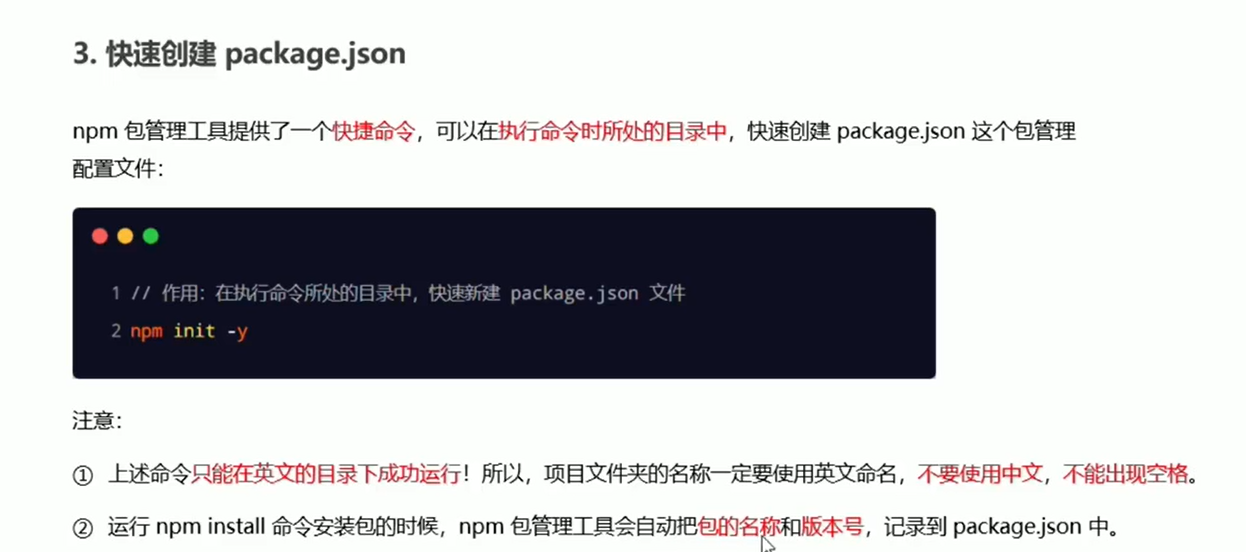 3. 快速创建 package.json
npm 包管理工具提供了一个快捷命令，可以在执行命令时所处的目录中，快速创建 package.json 这个包管理
配置文件：
1 // 作用：在执行命令所处的目录中，快速新建 package.json 文件
2 npm init -y
注意：
① 上述命令只能在英文的目录下成功运行！所以，项目文件夹的名称一定要使用英文命名，不要使用中文，不能出现空格。
② 运行 npm install 命令安装包的时候，npm 包管理工具会自动把包的名称和版本号，记录到 package.json 中。